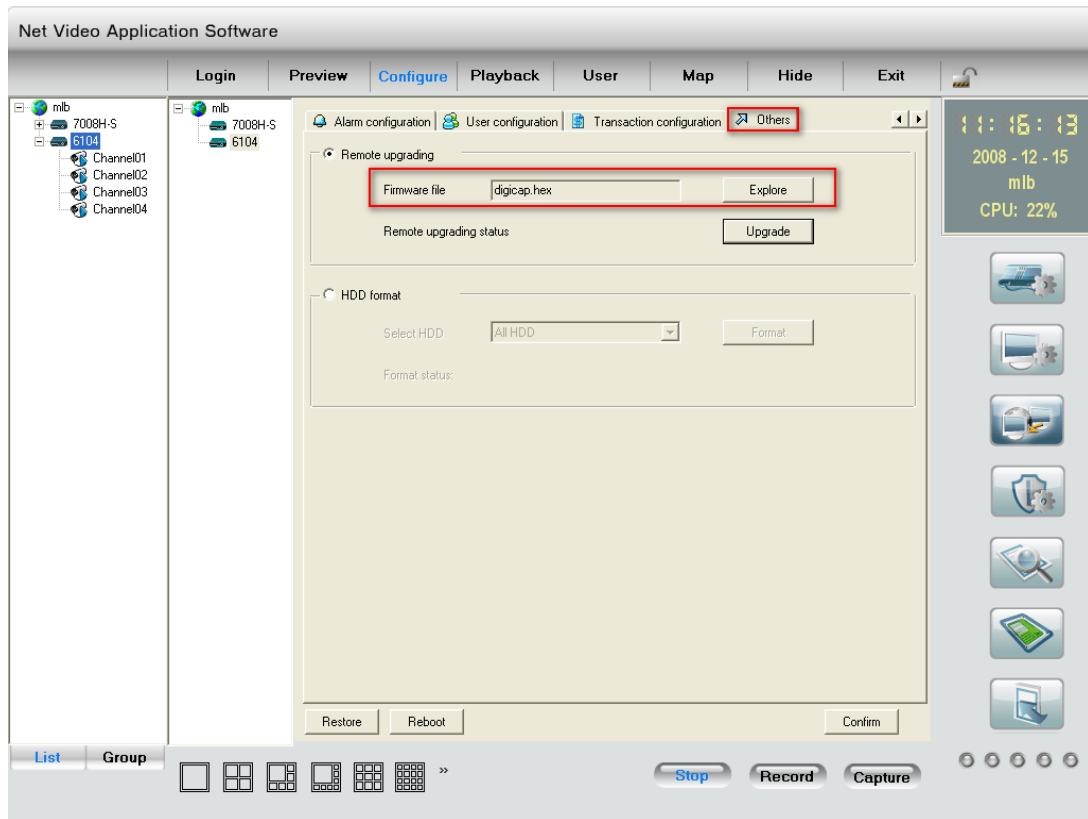 Net Video Application Software
Login Preview Configure Playback User Map Hide Exit
mlb
7008H-S
6104
Channel01
Channel02
Channel03
Channel04
mlb
7008H-S
6104
Alarm configuration User configuration Transaction configuration Others
Remote upgrading
Firmware file digicap.hex Explore
Remote upgrading status Upgrade
HDD format
Select HDD All HDD Format
Format status:
Restore Reboot Confirm
11:16:13
2008 - 12 - 15
mlb
CPU: 22%
List Group
» Stop Record Capture